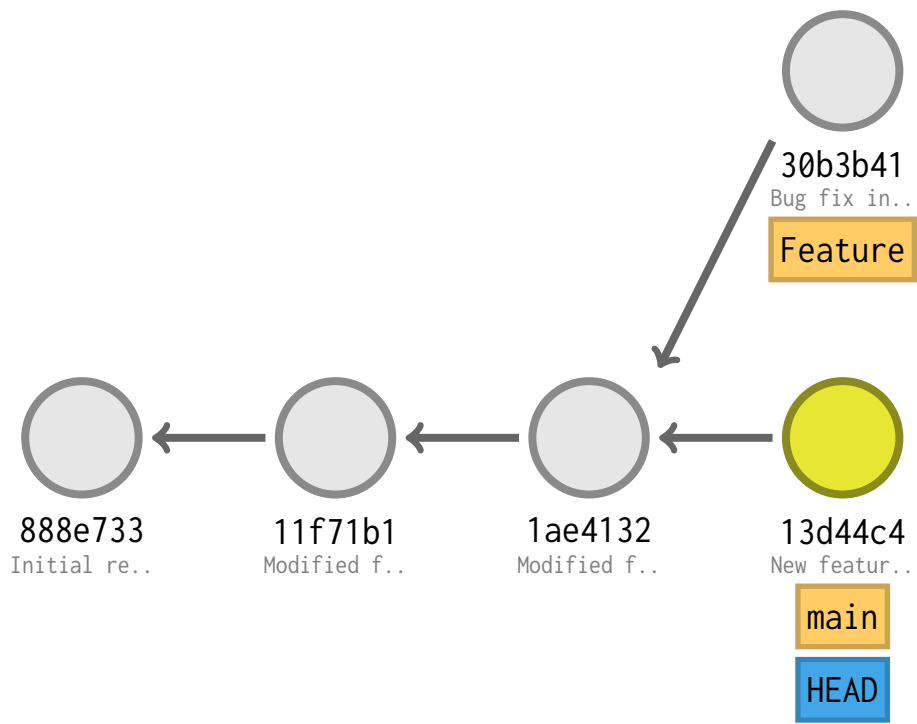 30b3b41
Bug fix in..
Feature
888e733
Initial re..
11f71b1
Modified f..
1ae4132
Modified f..
13d44c4
New featur..
main
HEAD